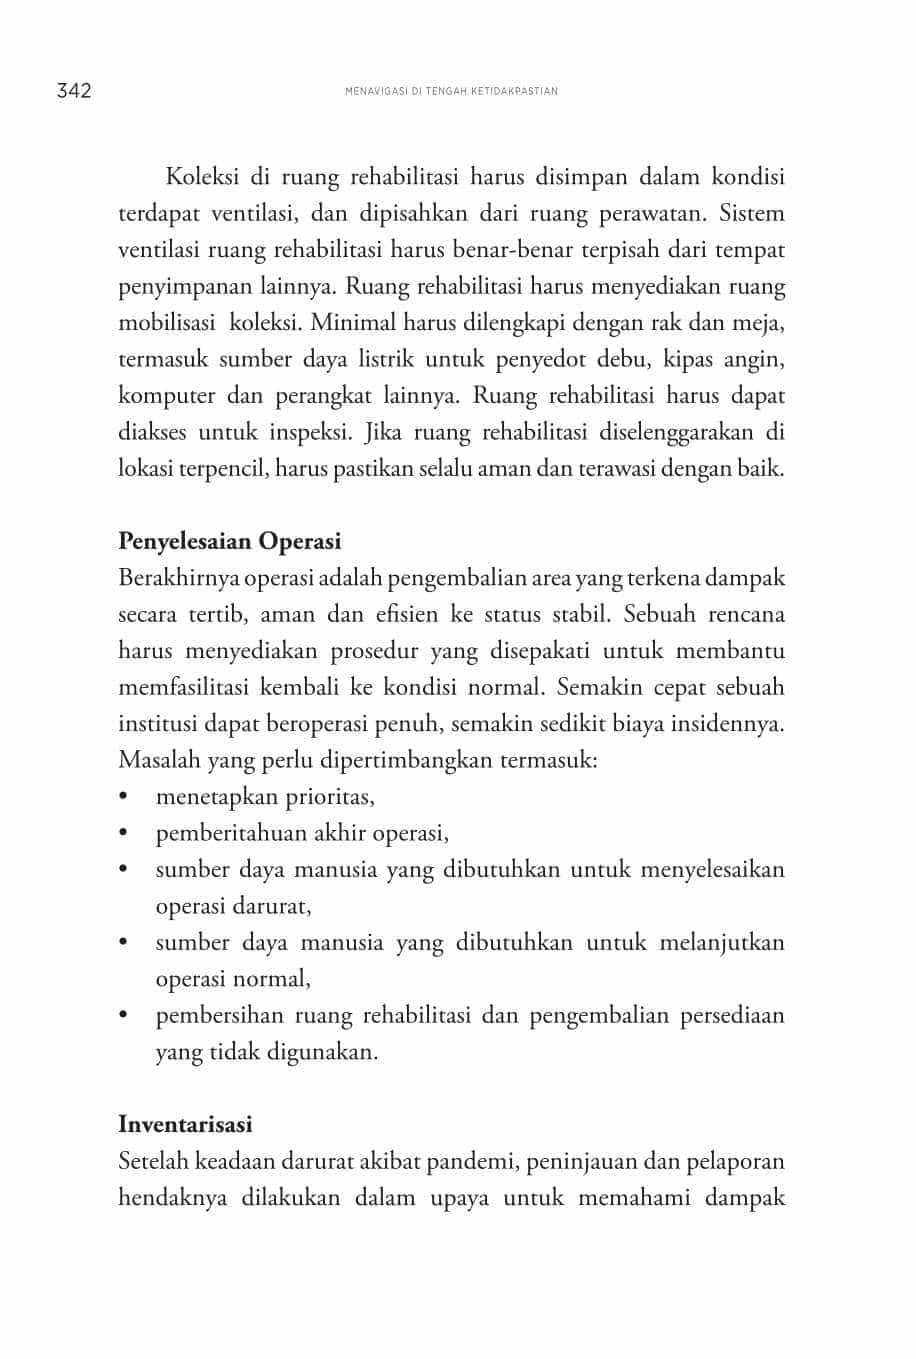 342
MENAVIGASI DI TENGAH KETIDAKPASTIAN
Koleksi di ruang rehabilitasi harus disimpan dalam kondisi
terdapat ventilasi, dan dipisahkan dari ruang perawatan. Sistem
ventilasi ruang rehabilitasi harus benar-benar terpisah dari tempat
penyimpanan lainnya. Ruang rehabilitasi harus menyediakan ruang
mobilisasi  koleksi. Minimal harus dilengkapi dengan rak dan meja,
termasuk sumber daya listrik untuk penyedot debu, kipas angin,
komputer dan perangkat lainnya. Ruang rehabilitasi harus dapat
diakses untuk inspeksi. Jika ruang rehabilitasi diselenggarakan di
lokasi terpencil, harus pastikan selalu aman dan terawasi dengan baik.
Penyelesaian Operasi
Berakhirnya operasi adalah pengembalian area yang terkena dampak
secara tertib, aman dan efisien ke status stabil. Sebuah rencana
harus menyediakan prosedur yang disepakati untuk membantu
memfasilitasi kembali ke kondisi normal. Semakin cepat sebuah
institusi dapat beroperasi penuh, semakin sedikit biaya insidennya.
Masalah yang perlu dipertimbangkan termasuk:
• menetapkan prioritas,
• pemberitahuan akhir operasi,
• sumber daya manusia yang dibutuhkan untuk menyelesaikan
operasi darurat,
• sumber daya manusia yang dibutuhkan untuk melanjutkan
operasi normal,
• pembersihan ruang rehabilitasi dan pengembalian persediaan
yang tidak digunakan.
Inventarisasi
Setelah keadaan darurat akibat pandemi, peninjauan dan pelaporan
hendaknya dilakukan dalam upaya untuk memahami dampak